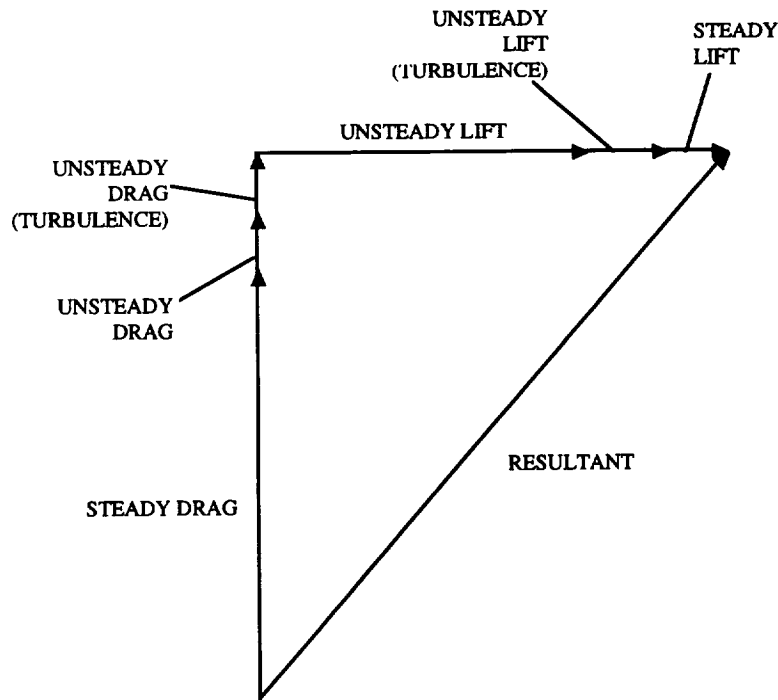 UNSTEADY
LIFT
(TURBULENCE)
STEADY
LIFT
UNSTEADY LIFT
UNSTEADY
DRAG
(TURBULENCE)
UNSTEADY
DRAG
RESULTANT
STEADY DRAG